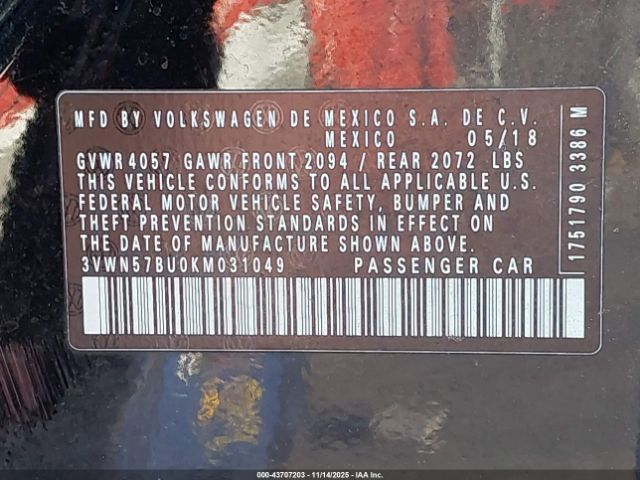 MFD BY VOLKSWAGEN DE MEXICO S.A. DE C.V.
MEXICO 05/18
GVWR 4057 GAWR FRONT 2094 / REAR 2072 LBS
THIS VEHICLE CONFORMS TO ALL APPLICABLE U.S.
FEDERAL MOTOR VEHICLE SAFETY, BUMPER AND
THEFT PREVENTION STANDARDS IN EFFECT ON
THE DATE OF MANUFACTURE SHOWN ABOVE.
3VWN57BU0KM031049 PASSENGER CAR
1751790 3386 M
000-43707203 - 11/14/2025 - IAA, Inc.